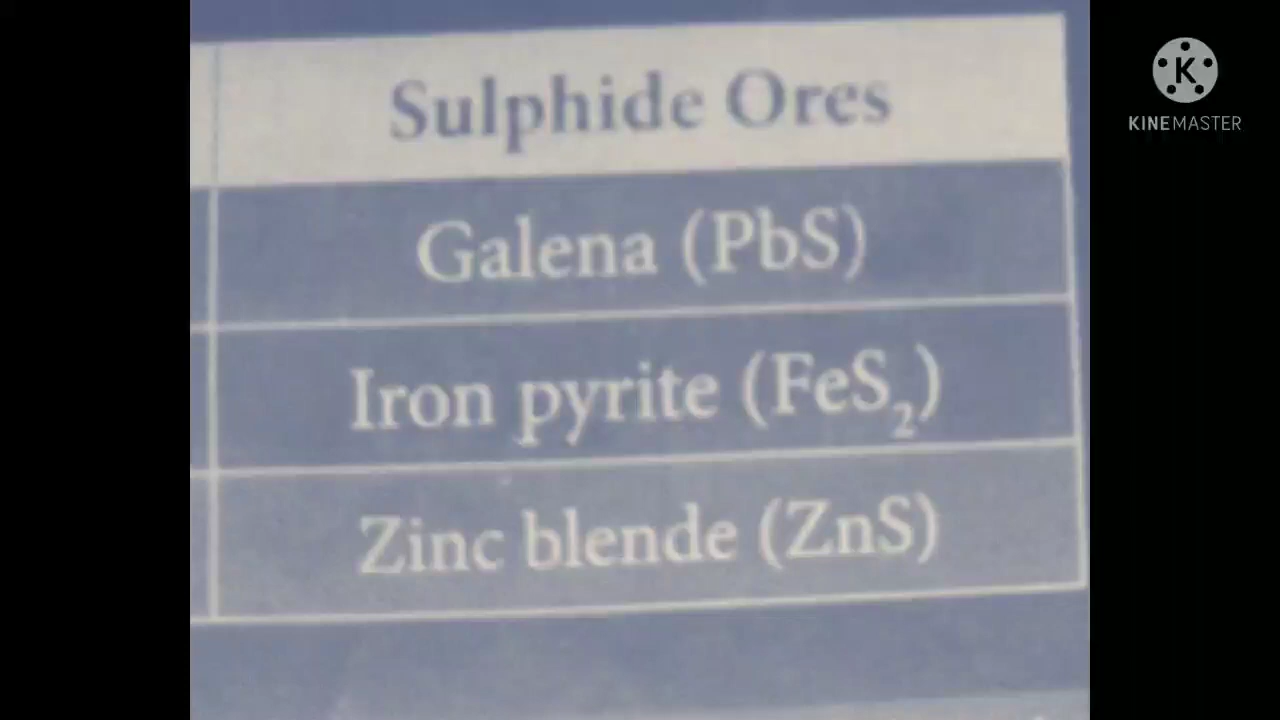 Sulphide Ores
Galena (PbS)
Iron pyrite (FeS₂)
Zinc blende (ZnS)
KINEMASTER